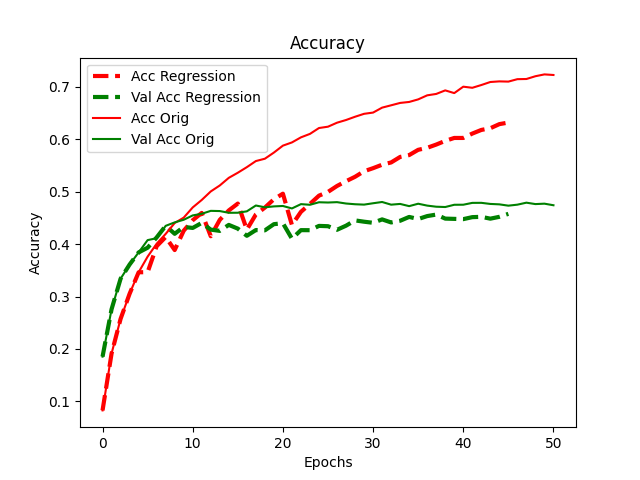 Accuracy
Acc Regression
Val Acc Regression
Acc Orig
Val Acc Orig
0.7
0.6
0.5
0.4
0.3
0.2
0.1
Accuracy
0 10 20 30 40 50
Epochs